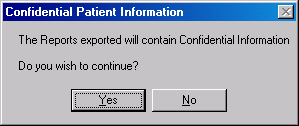 Confidential Patient Information
The Reports exported will contain Confidential Information
Do you wish to continue?
Yes No